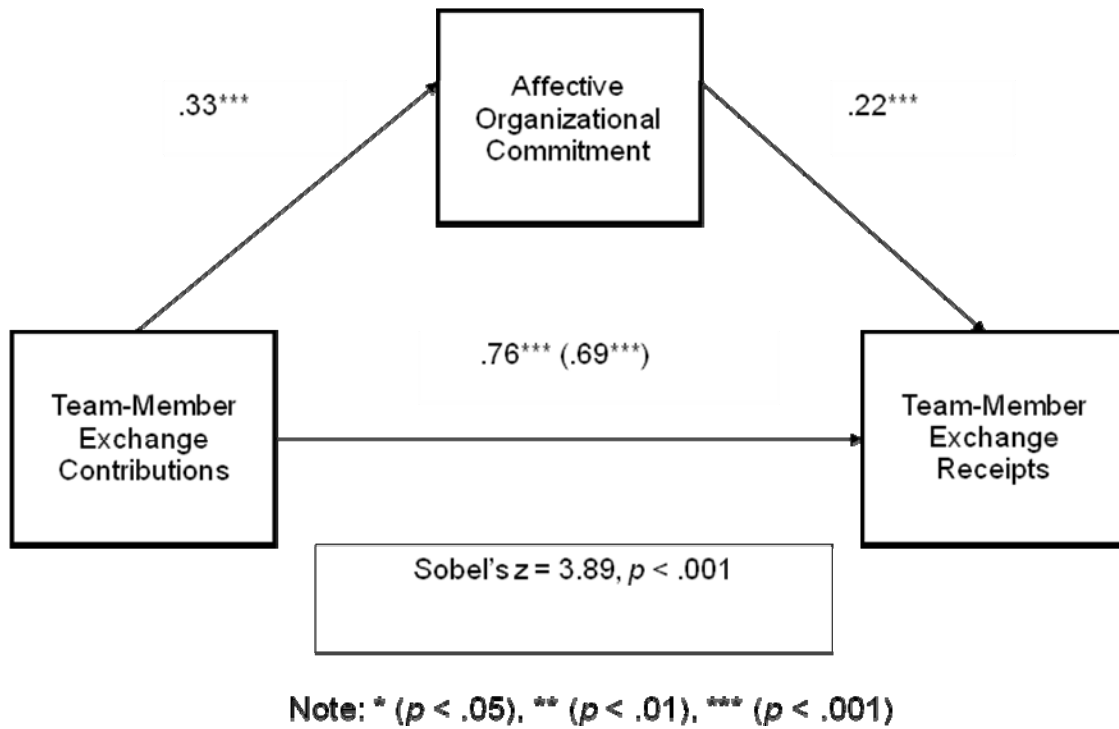 Affective
Organizational
Commitment
.33***
.22***
.76*** (.69***)
Team-Member
Exchange
Contributions
Team-Member
Exchange
Receipts
Sobel's z = 3.89, p < .001
Note: * (p < .05), ** (p < .01), *** (p < .001)